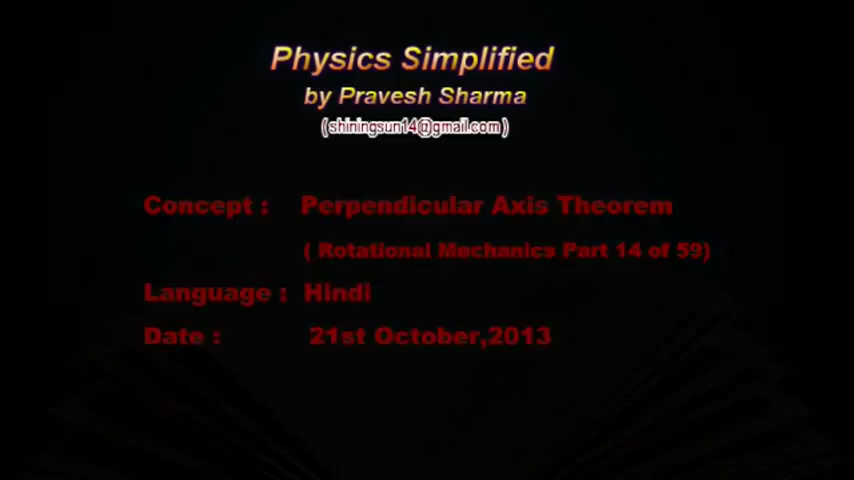 Physics Simplified
by Pravesh Sharma
(shiningsun14@gmail.com)
Concept : Perpendicular Axis Theorem
( Rotational Mechanics Part 14 of 59)
Language : Hindi
Date : 21st October,2013